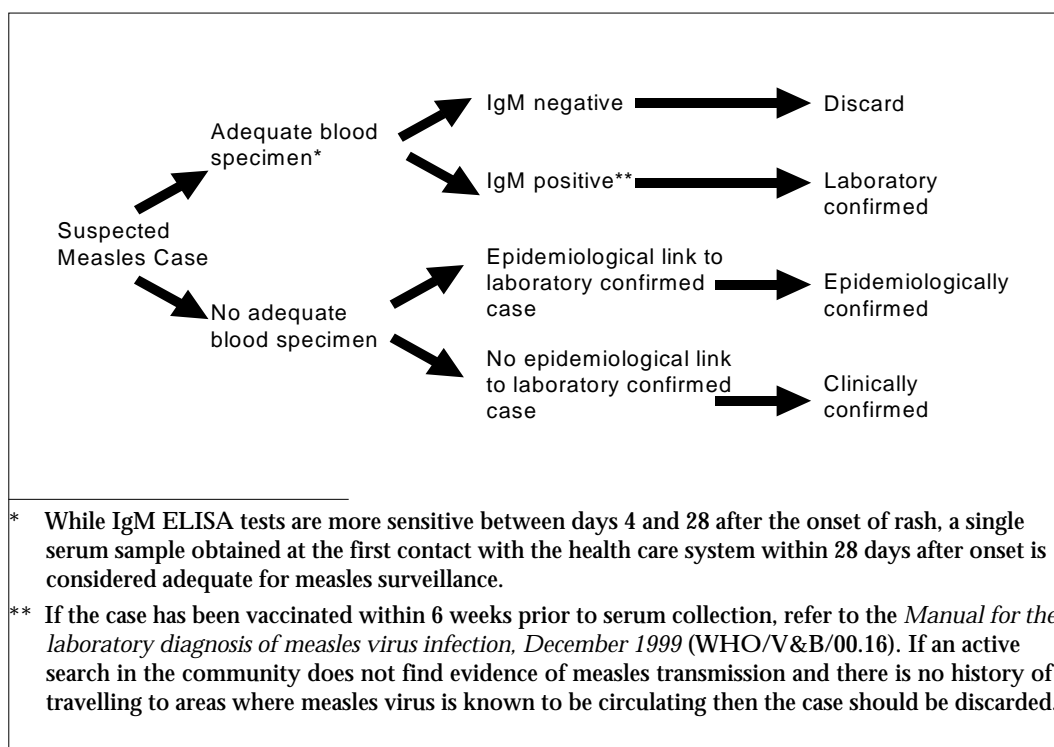 IgM negative
Discard
Adequate blood
specimen*
IgM positive**
Laboratory
confirmed
Suspected
Measles Case
Epidemiological link to
laboratory confirmed
case
Epidemiologically
confirmed
No adequate
blood specimen
No epidemiological link
to laboratory confirmed
case
Clinically
confirmed
* While IgM ELISA tests are more sensitive between days 4 and 28 after the onset of rash, a single
serum sample obtained at the first contact with the health care system within 28 days after onset is
considered adequate for measles surveillance.
** If the case has been vaccinated within 6 weeks prior to serum collection, refer to the Manual for the
laboratory diagnosis of measles virus infection, December 1999 (WHO/V&B/00.16). If an active
search in the community does not find evidence of measles transmission and there is no history of
travelling to areas where measles virus is known to be circulating then the case should be discarded.